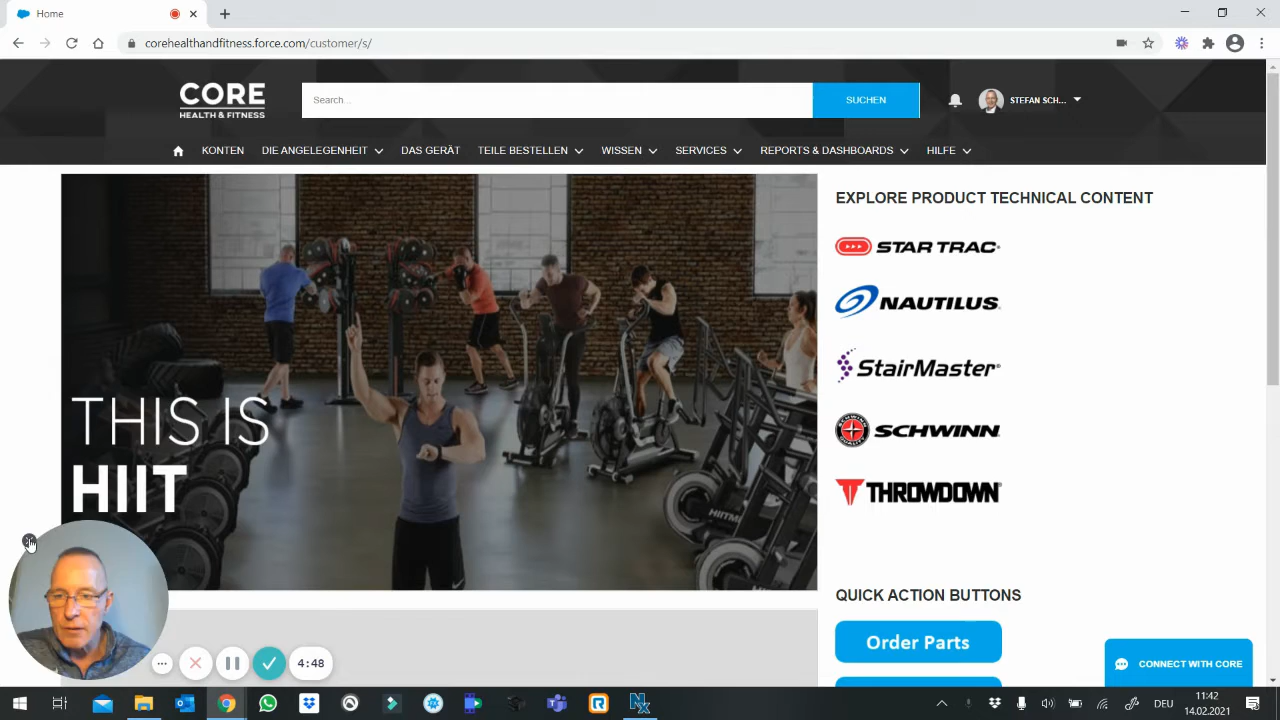 Home
corehealthandfitness.force.com/customer/s/
CORE
HEALTH & FITNESS
Search...
SUCHEN
STEFAN SCH...
KONTEN
DIE ANGELEGENHEIT
DAS GERÄT
TEILE BESTELLEN
WISSEN
SERVICES
REPORTS & DASHBOARDS
HILFE
THIS IS
HIIT
EXPLORE PRODUCT TECHNICAL CONTENT
STAR TRAC
NAUTILUS
StairMaster
SCHWINN
THROWDOWN
QUICK ACTION BUTTONS
Order Parts
CONNECT WITH CORE
4:48
DEU
11:42
14.02.2021